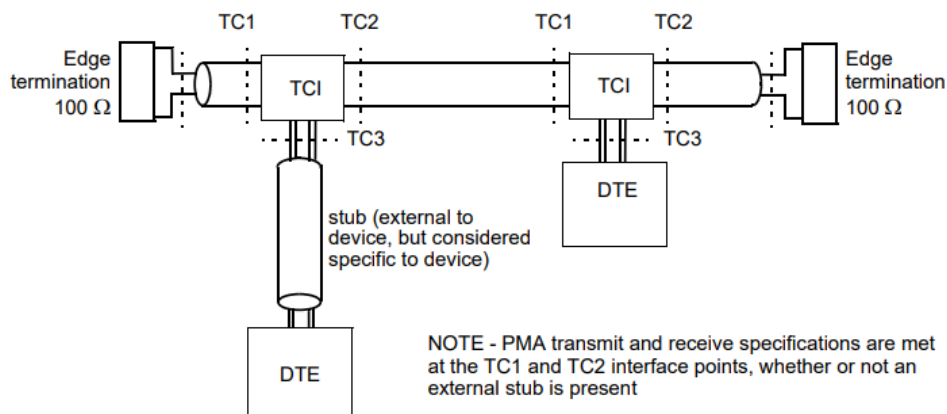 TC1
TC2
TC1
TC2
Edge
termination
100 Ω
TCI
TCI
Edge
termination
100 Ω
TC3
TC3
DTE
stub (external to
device, but considered
specific to device)
DTE
NOTE - PMA transmit and receive specifications are met
at the TC1 and TC2 interface points, whether or not an
external stub is present